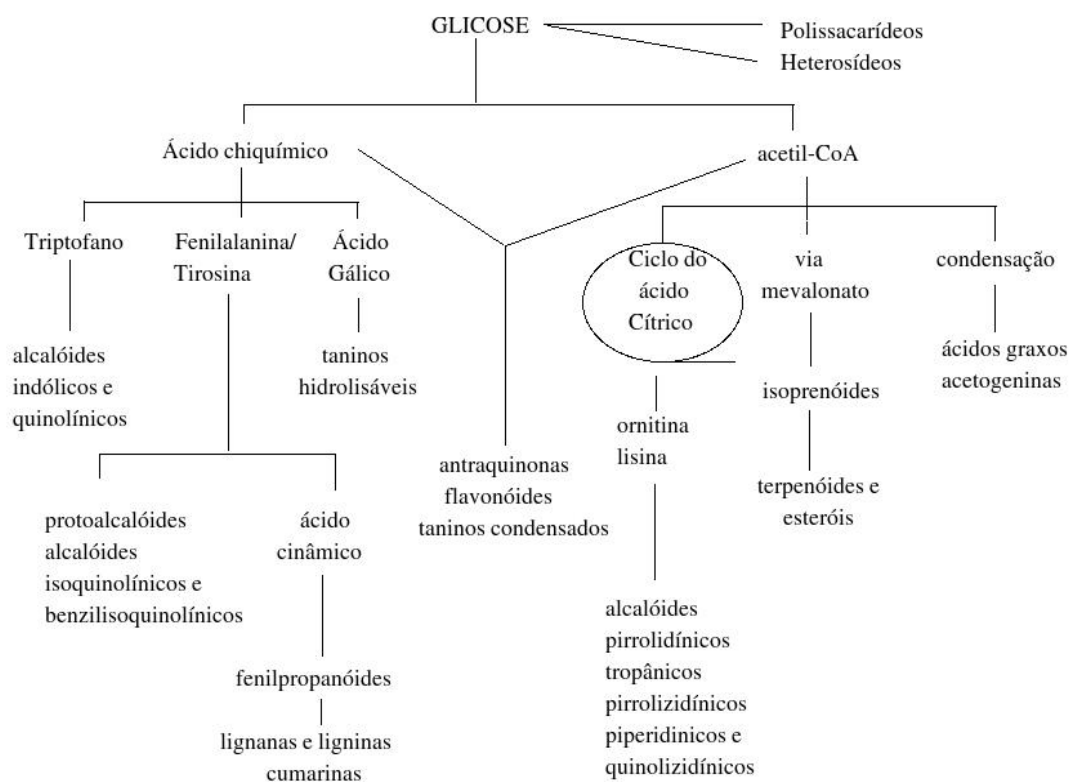 GLICOSE
Polissacarídeos
Heterosídeos
Ácido chiquímico
acetil-CoA
Triptofano
Fenilalanina/
Tirosina
Ácido
Gálico
Ciclo do
ácido
Cítrico
via
mevalonato
condensação
alcalóides
indólicos e
quinolínicos
taninos
hidrolisáveis
ornitina
lisina
isoprenóides
ácidos graxos
acetogeninas
antraquinonas
flavonóides
taninos condensados
terpenóides e
esteróis
protoalcalóides
alcalóides
isoquinolínicos e
benzilisoquinolínicos
ácido
cinâmico
fenilpropanóides
lignanas e ligninas
cumarinas
alcalóides
pirrolidínicos
tropânicos
pirrolizidínicos
piperidinicos e
quinolizidínicos